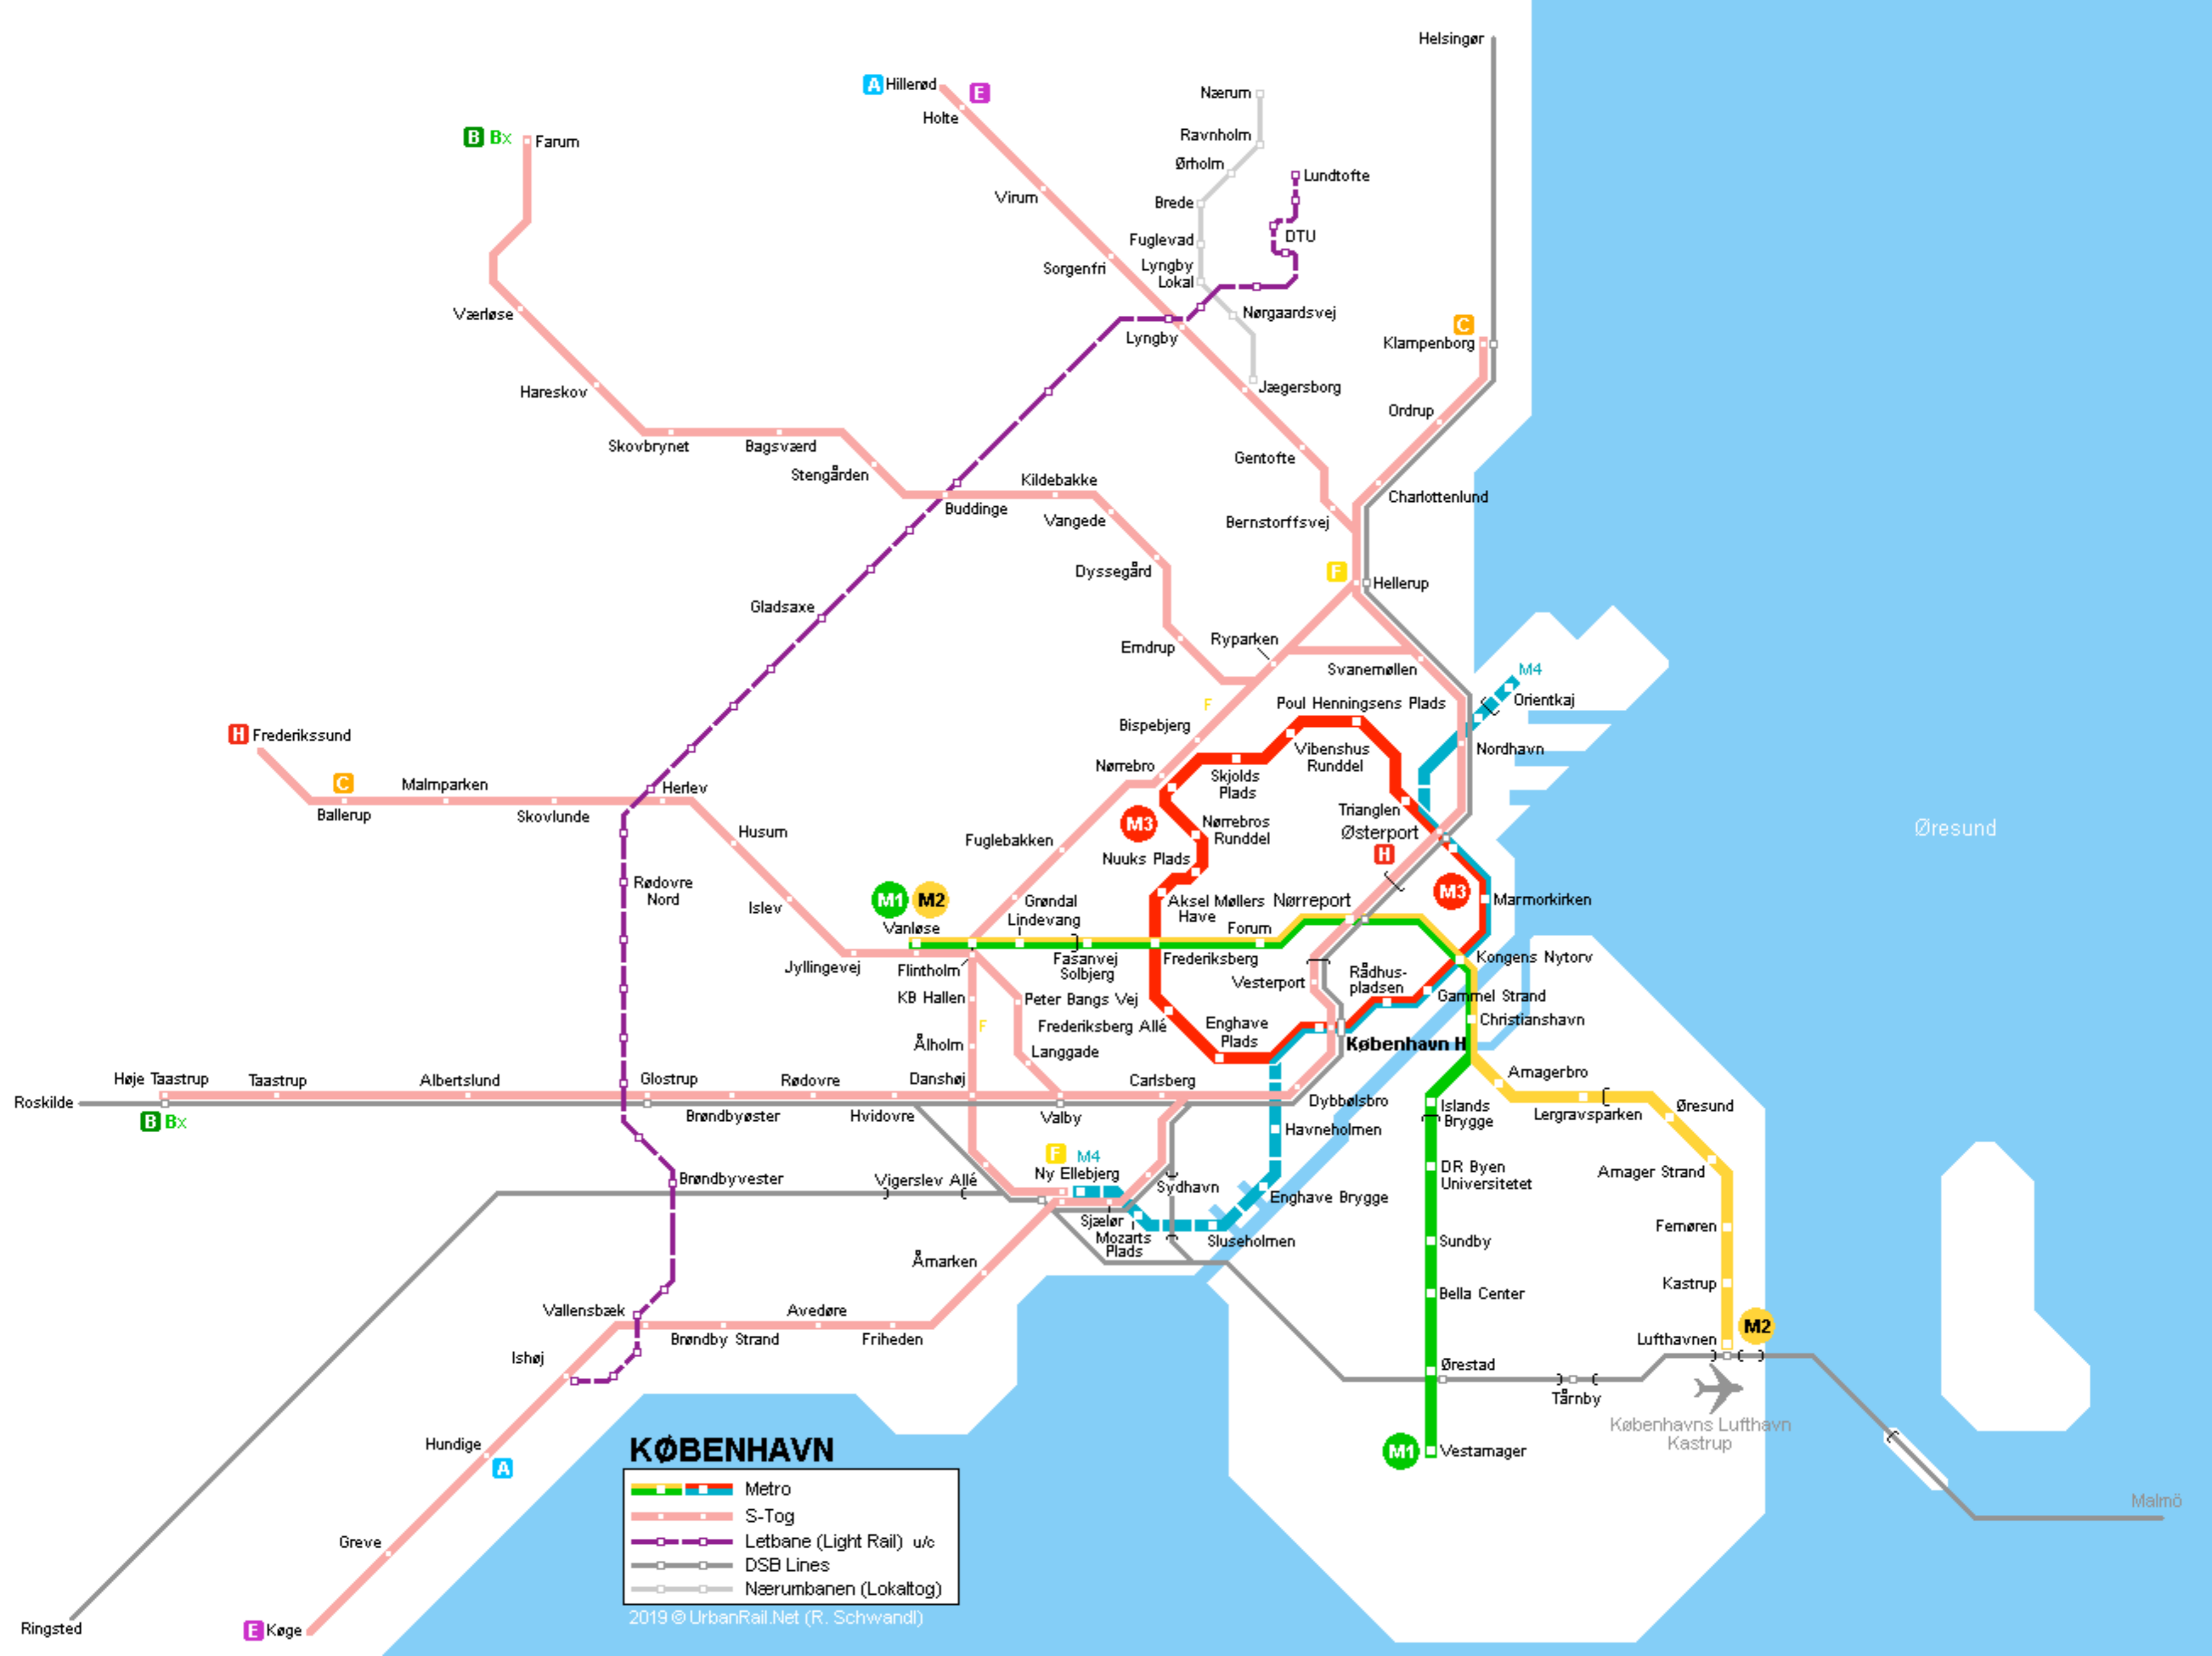 Helsingør
A Hillerød E
Holte
Nærum
Ravnholm
Ørholm
B Bx Farum
Lundtofte
Virum
Brede
Fuglevad
DTU
Sorgenfri
Lyngby
Lokal
Nørgaardsvej
Værløse
Lyngby
C
Klampenborg
Hareskov
Jægersborg
Ordrup
Skovbrynet
Bagsværd
Stengården
Gentofte
Kildebakke
Charlottenlund
Buddinge
Vangede
Bernstorffsvej
Dyssegård
F
Hellerup
Gladsaxe
Emdrup
Ryparken
Svanemøllen
M4
Orientkaj
F
Poul Henningsens Plads
Bispebjerg
H Frederikssund
Nordhavn
Vibenshus
Runddel
Nørrebro
Skjolds
Plads
C
Malmparken
Herlev
Ballerup
Skovlunde
Trianglen
M3
Nørrebros
Runddel
Østerport
Husum
Fuglebakken
Øresund
Nuuks Plads
H
Rødovre
Nord
M3
Islev
M1 M2
Grøndal
Aksel Møllers
Have
Nørreport
Marmorkirken
Lindevang
Vanløse
Forum
Jyllingevej
Flintholm
Fasanvej
Solbjerg
Frederiksberg
Kongens Nytorv
Rådhus-
pladsen
Vesterport
KB Hallen
Peter Bangs Vej
Gammel Strand
F
Frederiksberg Allé
Enghave
Plads
Christianshavn
Ålholm
Langgade
København H
Amagerbro
Høje Taastrup
Taastrup
Albertslund
Glostrup
Rødovre
Danshøj
Carlsberg
Roskilde
Dybbølsbro
Islands
Brygge
Lergravsparken
Øresund
B Bx
Brøndbyøster
Hvidovre
Valby
Havneholmen
F M4
Ny Ellebjerg
DR Byen
Universitetet
Amager Strand
Brøndbyvester
Vigerslev Allé
Sydhavn
Enghave Brygge
Sjælør
Mozarts
Plads
Sluseholmen
Femøren
Sundby
Åmarken
Kastrup
Bella Center
Vallensbæk
Avedøre
Brøndby Strand
Friheden
Lufthavnen
M2
Ishøj
Ørestad
Tårnby
Københavns Lufthavn
Kastrup
Hundige
A
M1 Vestamager
KØBENHAVN
Metro
S-Tog
Letbane (Light Rail) u/c
DSB Lines
Nærumbanen (Lokaltog)
2019 © UrbanRail.Net (R. Schwandl)
Malmö
Greve
Ringsted
E Køge